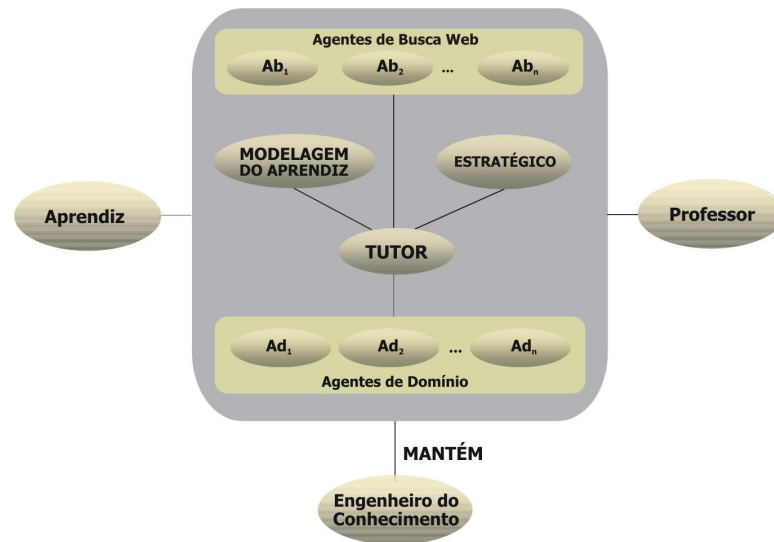 Agentes de Busca Web
Ab1 Ab2 ... Abn
MODELAGEM
DO APRENDIZ
ESTRATÉGICO
Aprendiz
Professor
TUTOR
Ad1 Ad2 ... Adn
Agentes de Domínio
MANTÉM
Engenheiro do
Conhecimento